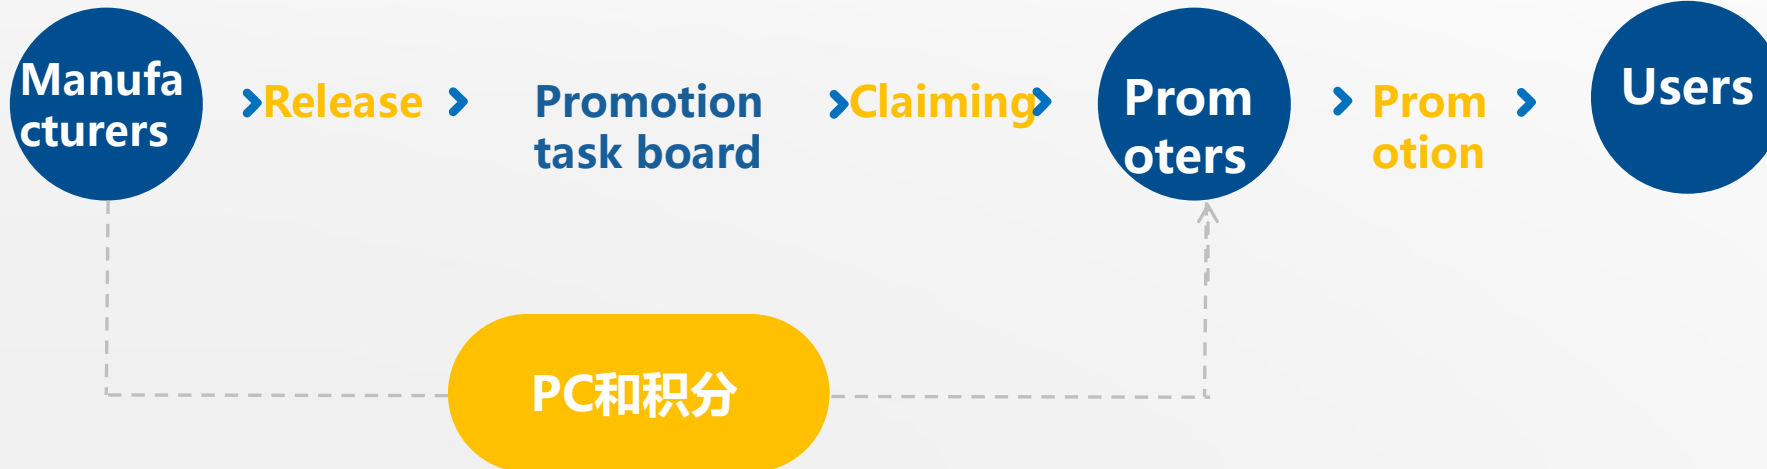 Manufa
cturers
Release
Promotion
task board
Claiming
Prom
oters
Prom
otion
Users
PC和积分